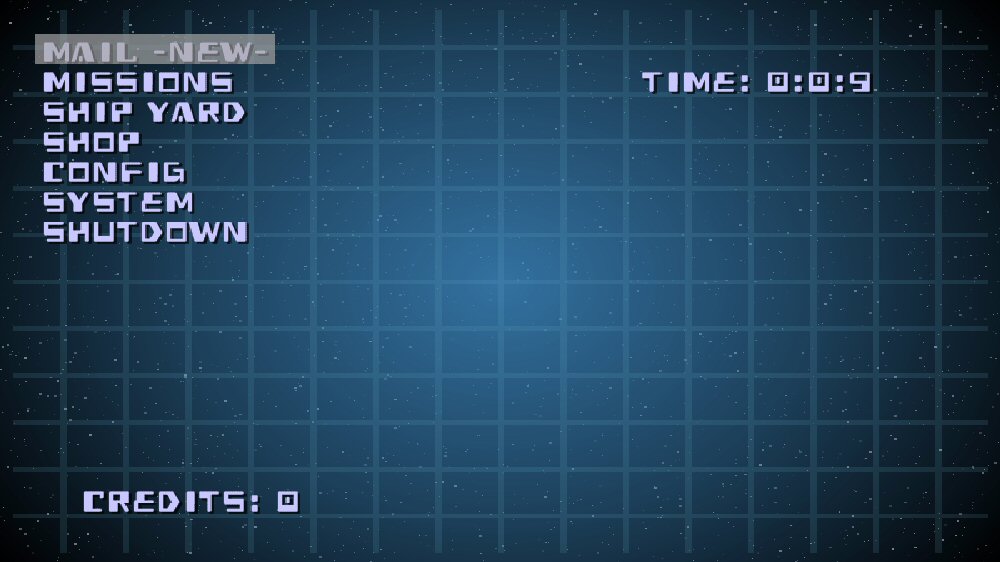 MAIL -NEW-
MISSIONS
TIME: 0:0:9
SHIP YARD
SHOP
CONFIG
SYSTEM
SHUTDOWN
CREDITS: 0